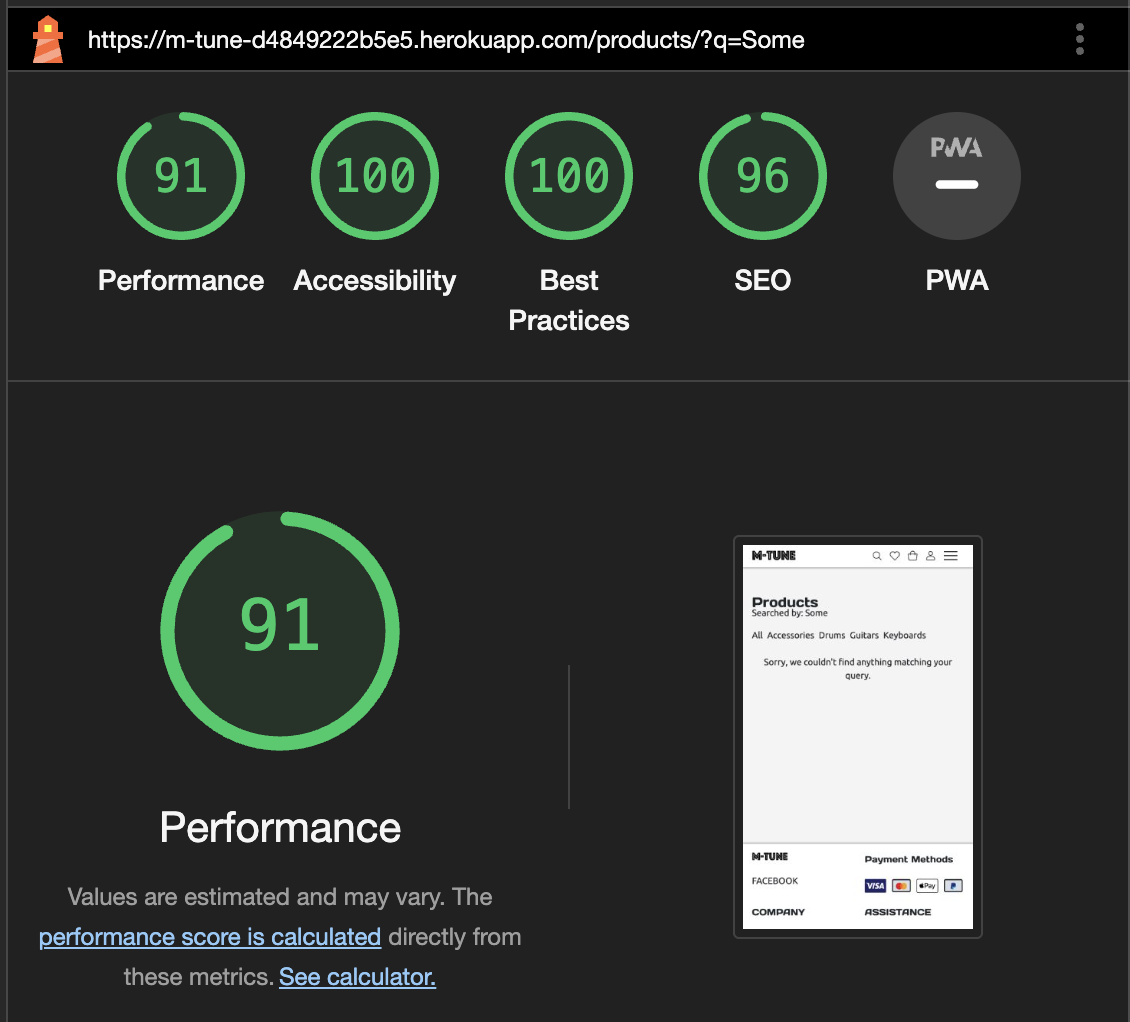 https://m-tune-d4849222b5e5.herokuapp.com/products/?q=Some
91
100
100
96
PWA
Performance
Accessibility
Best
Practices
SEO
PWA
91
Performance
Values are estimated and may vary. The
performance score is calculated directly from
these metrics. See calculator.
M-TUNE
Products
Searched by: Some
All Accessories Drums Guitars Keyboards
Sorry, we couldn't find anything matching your
query.
M-TUNE
Payment Methods
FACEBOOK
VISA
Pay
COMPANY
ASSISTANCE